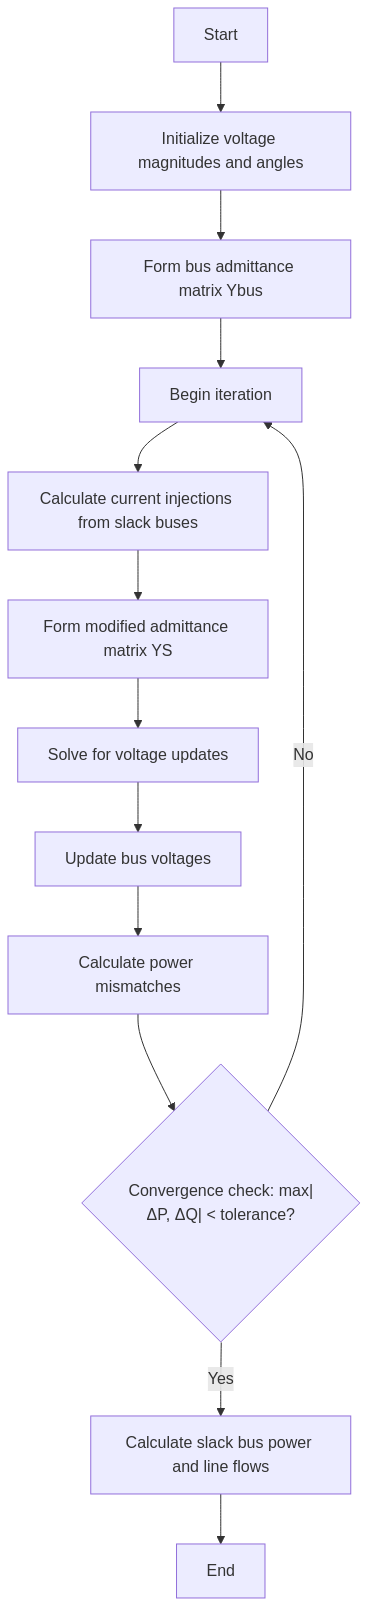 Start
Initialize voltage
magnitudes and angles
Form bus admittance
matrix Ybus
Begin iteration
Calculate current injections
from slack buses
Form modified admittance
matrix YS
Solve for voltage updates
No
Update bus voltages
Calculate power
mismatches
Convergence check: max|
ΔP, ΔQ| < tolerance?
Yes
Calculate slack bus power
and line flows
End